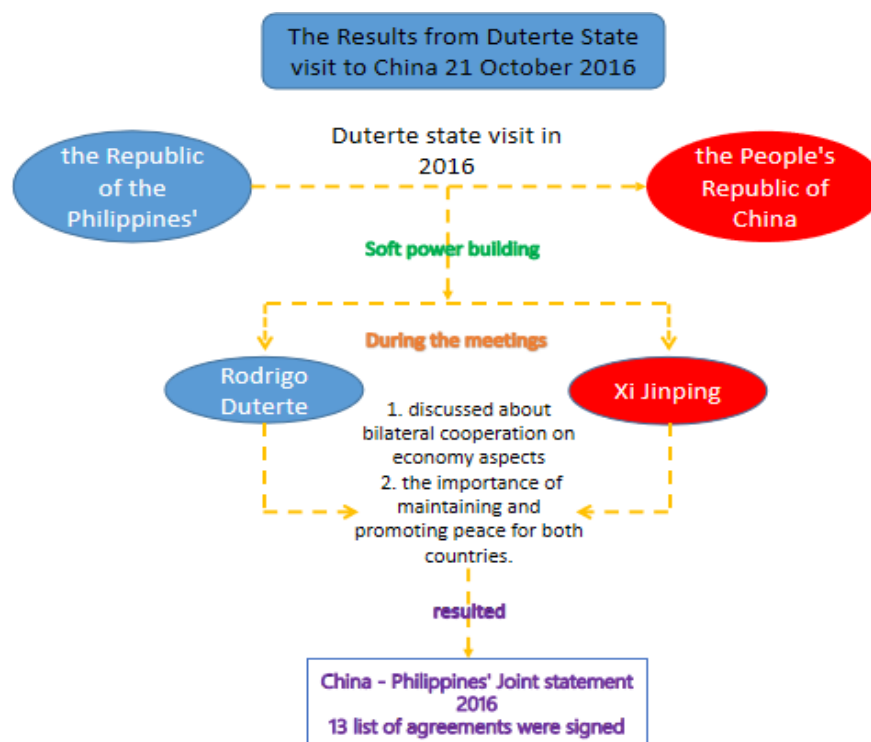 The Results from Duterte State
visit to China 21 October 2016
the Republic
of the
Philippines'
Duterte state visit in
2016
the People's
Republic of
China
Soft power building
During the meetings
Rodrigo
Duterte
Xi Jinping
1. discussed about
bilateral cooperation on
economy aspects
2. the importance of
maintaining and
promoting peace for both
countries.
resulted
China - Philippines' Joint statement
2016
13 list of agreements were signed